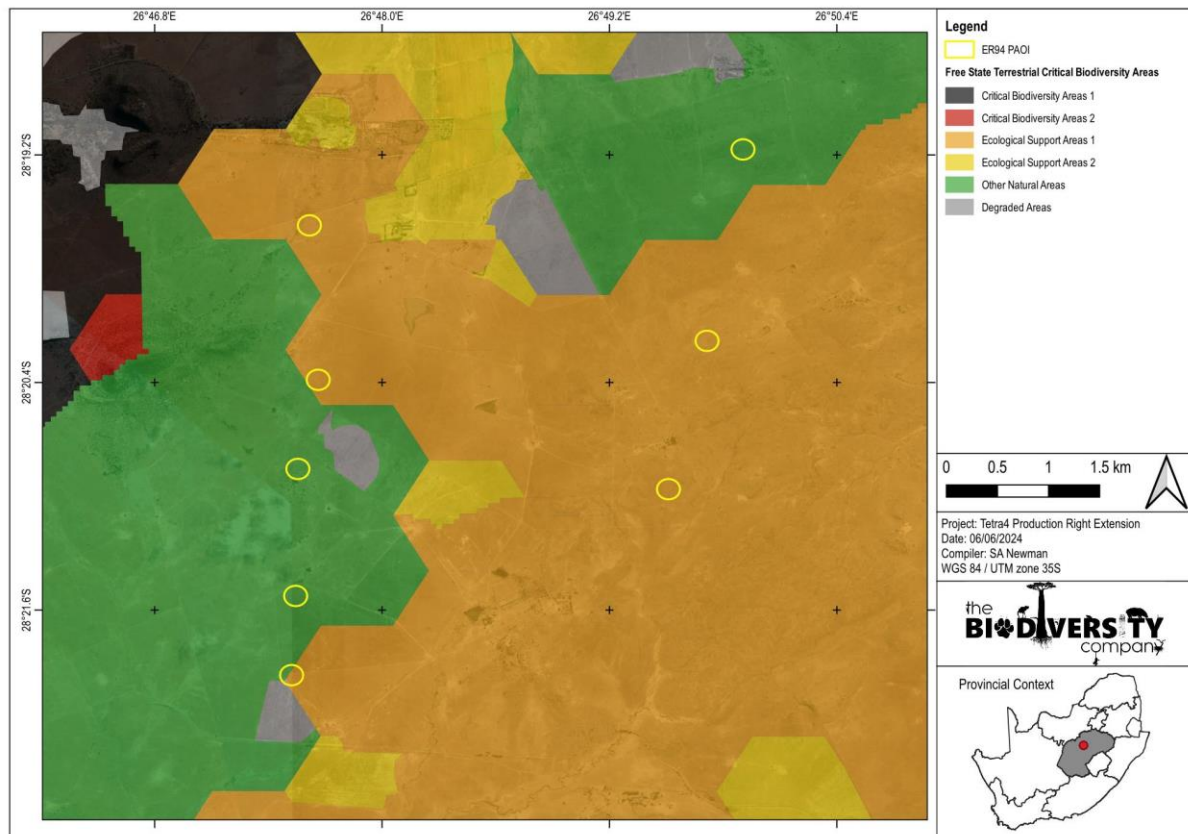 26°46.8'E 26°48.0'E 26°49.2'E 26°50.4'E
28°19.2'S
28°20.4'S
28°21.6'S
Legend
ER94 PAOI
Free State Terrestrial Critical Biodiversity Areas
Critical Biodiversity Areas 1
Critical Biodiversity Areas 2
Ecological Support Areas 1
Ecological Support Areas 2
Other Natural Areas
Degraded Areas
0 0.5 1 1.5 km
Project: Tetra4 Production Right Extension
Date: 06/06/2024
Compiler: SA Newman
WGS 84 / UTM zone 35S
the
BIODIVERSITY
company
Provincial Context